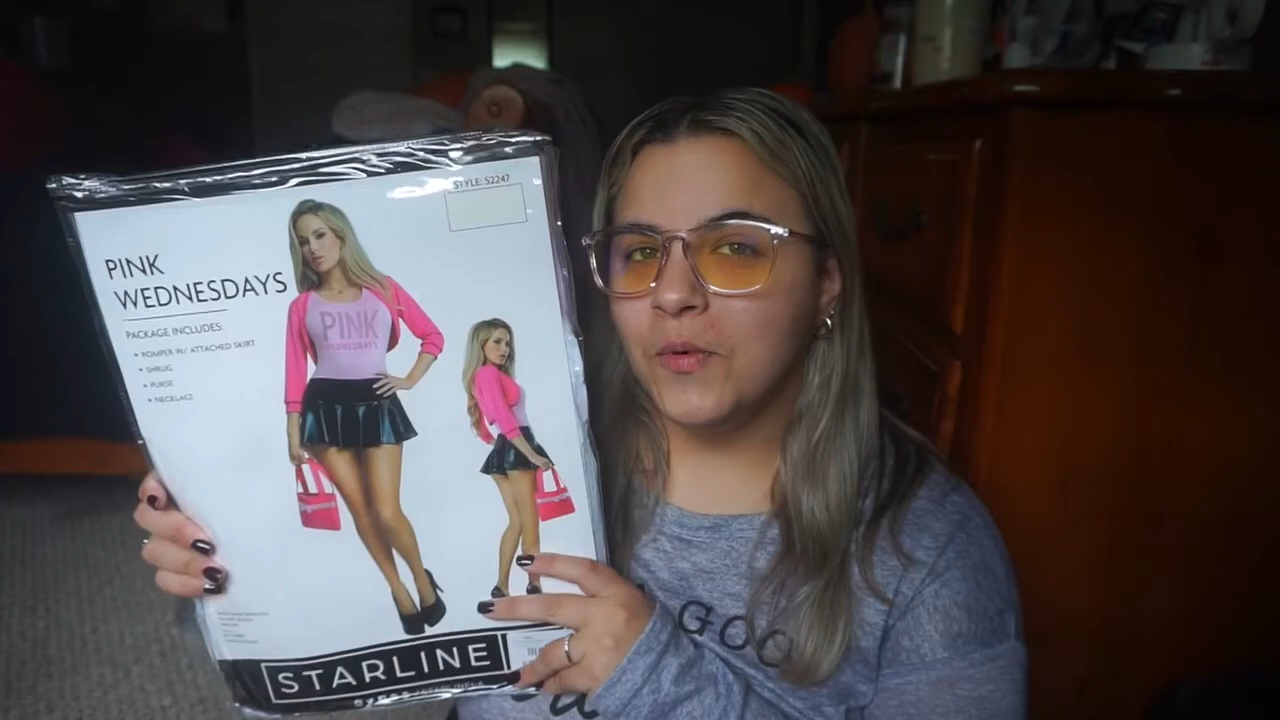 STYLE: S2247
PINK
WEDNESDAYS
PACKAGE INCLUDES:
• ROMPER W/ ATTACHED SKIRT
• SHRUG
• PURSE
• NECKLACE
PINK
WEDNESDAYS
STARLINE
GOO